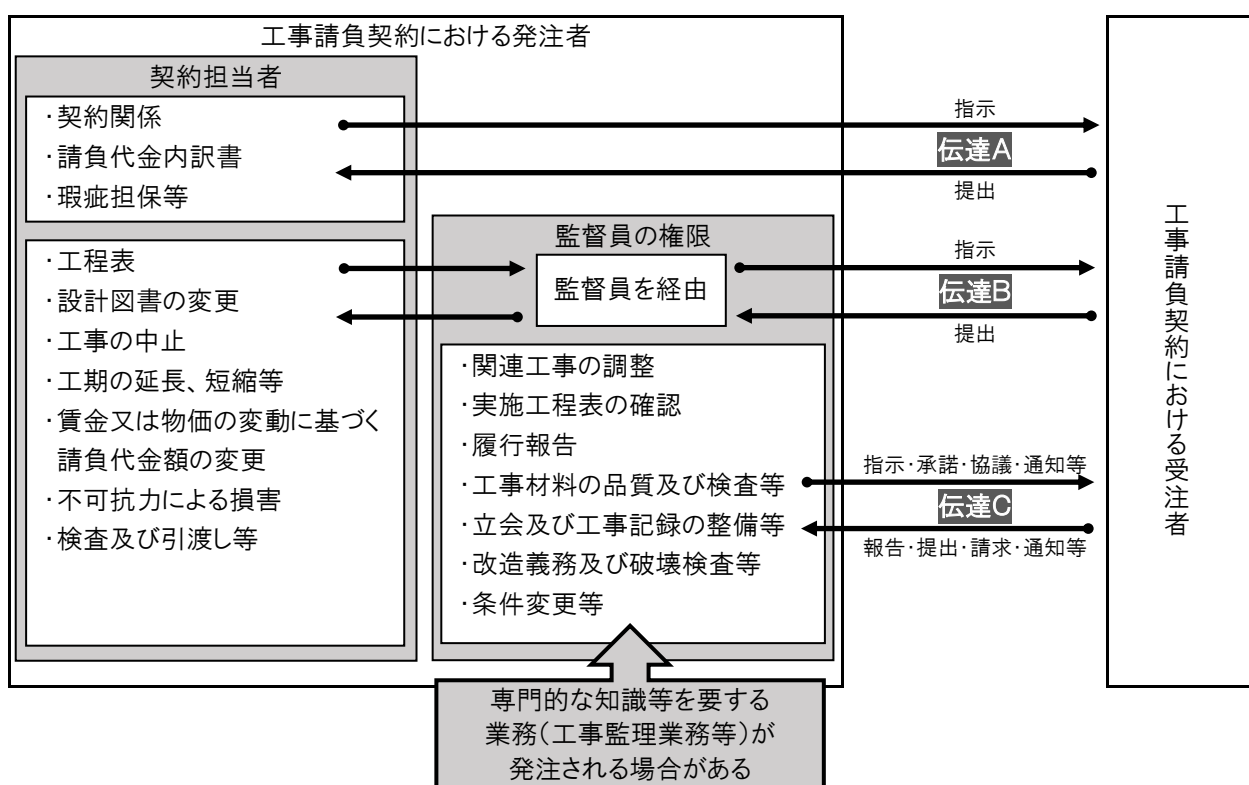 工事請負契約における発注者
契約担当者
・契約関係
・請負代金内訳書
・瑕疵担保等
・工程表
・設計図書の変更
・工事の中止
・工期の延長、短縮等
・賃金又は物価の変動に基づく
請負代金額の変更
・不可抗力による損害
・検査及び引渡し等
監督員の権限
監督員を経由
・関連工事の調整
・実施工程表の確認
・履行報告
・工事材料の品質及び検査等
・立会及び工事記録の整備等
・改造義務及び破壊検査等
・条件変更等
専門的な知識等を要する
業務(工事監理業務等)が
発注される場合がある
指示
伝達A
提出
指示
伝達B
提出
指示・承諾・協議・通知等
伝達C
報告・提出・請求・通知等
工事請負契約における受注者